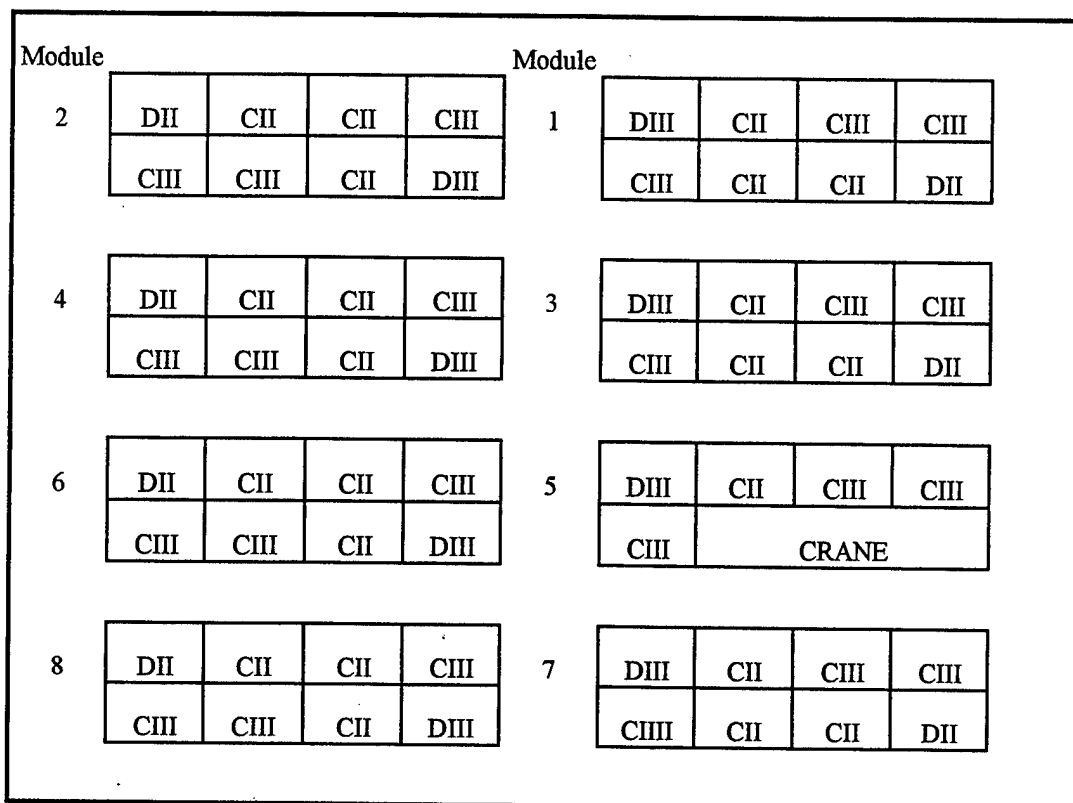 Module Module
2 DII CII CII CIII 1 DIII CII CIII CIII
CIII CIII CII DIII CIII CII CII DII
4 DII CII CII CIII 3 DIII CII CIII CIII
CIII CIII CII DIII CIII CII CII DII
6 DII CII CII CIII 5 DIII CII CIII CIII
CIII CIII CII DIII CIII CRANE
8 DII CII CII CIII 7 DIII CII CIII CIII
CIII CIII CII DIII CIIII CII CII DII